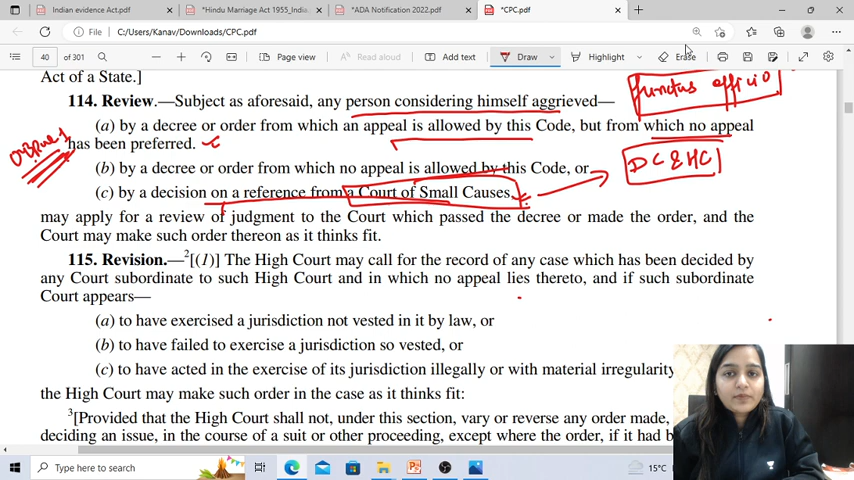 Indian evidence Act.pdf
*Hindu Marriage Act 1955_Indi
*ADA Notification 2022.pdf
*CPC.pdf
File
C:/Users/Kanav/Downloads/CPC.pdf
40 of 301
Page view
Read aloud
Add text
Draw
Highlight
Erase
Act of a State.]
functus officio
114. Review.—Subject as aforesaid, any person considering himself aggrieved—
(a) by a decree or order from which an appeal is allowed by this Code, but from which no appeal
has been preferred.
(b) by a decree or order from which no appeal is allowed by this Code, or
DC & HC
(c) by a decision on a reference from a Court of Small Causes,
may apply for a review of judgment to the Court which passed the decree or made the order, and the
Court may make such order thereon as it thinks fit.
115. Revision.—2[(1)] The High Court may call for the record of any case which has been decided by
any Court subordinate to such High Court and in which no appeal lies thereto, and if such subordinate
Court appears—
(a) to have exercised a jurisdiction not vested in it by law, or
(b) to have failed to exercise a jurisdiction so vested, or
(c) to have acted in the exercise of its jurisdiction illegally or with material irregularity
the High Court may make such order in the case as it thinks fit:
3[Provided that the High Court shall not, under this section, vary or reverse any order made,
deciding an issue, in the course of a suit or other proceeding, except where the order, if it had b
Type here to search
15°C